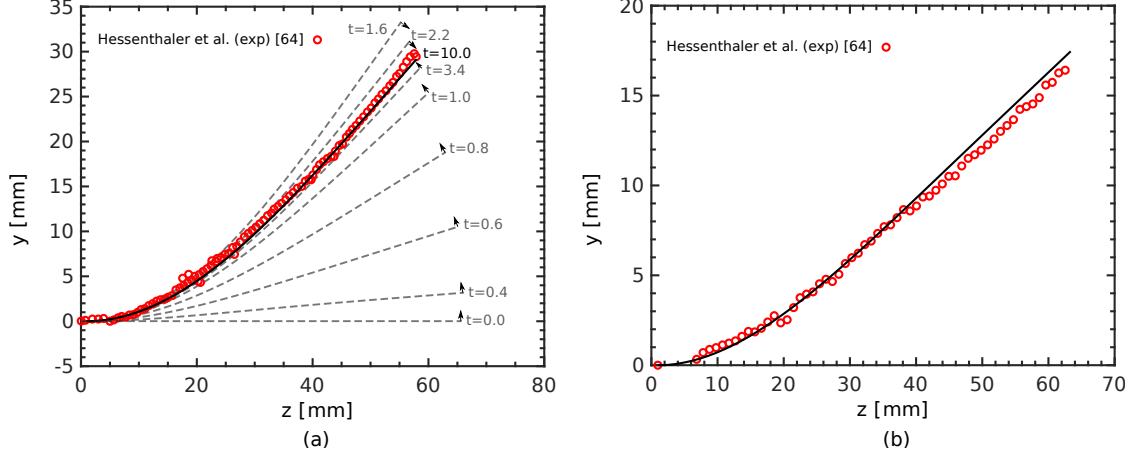 35
30
25
20
15
10
5
0
-5
y [mm]
Hessenthaler et al. (exp) [64]
t=1.6
t=2.2
t=10.0
t=3.4
t=1.0
t=0.8
t=0.6
t=0.4
t=0.0
0 20 40 60 80
z [mm]
(a)
20
15
10
5
0
y [mm]
Hessenthaler et al. (exp) [64]
0 10 20 30 40 50 60 70
z [mm]
(b)